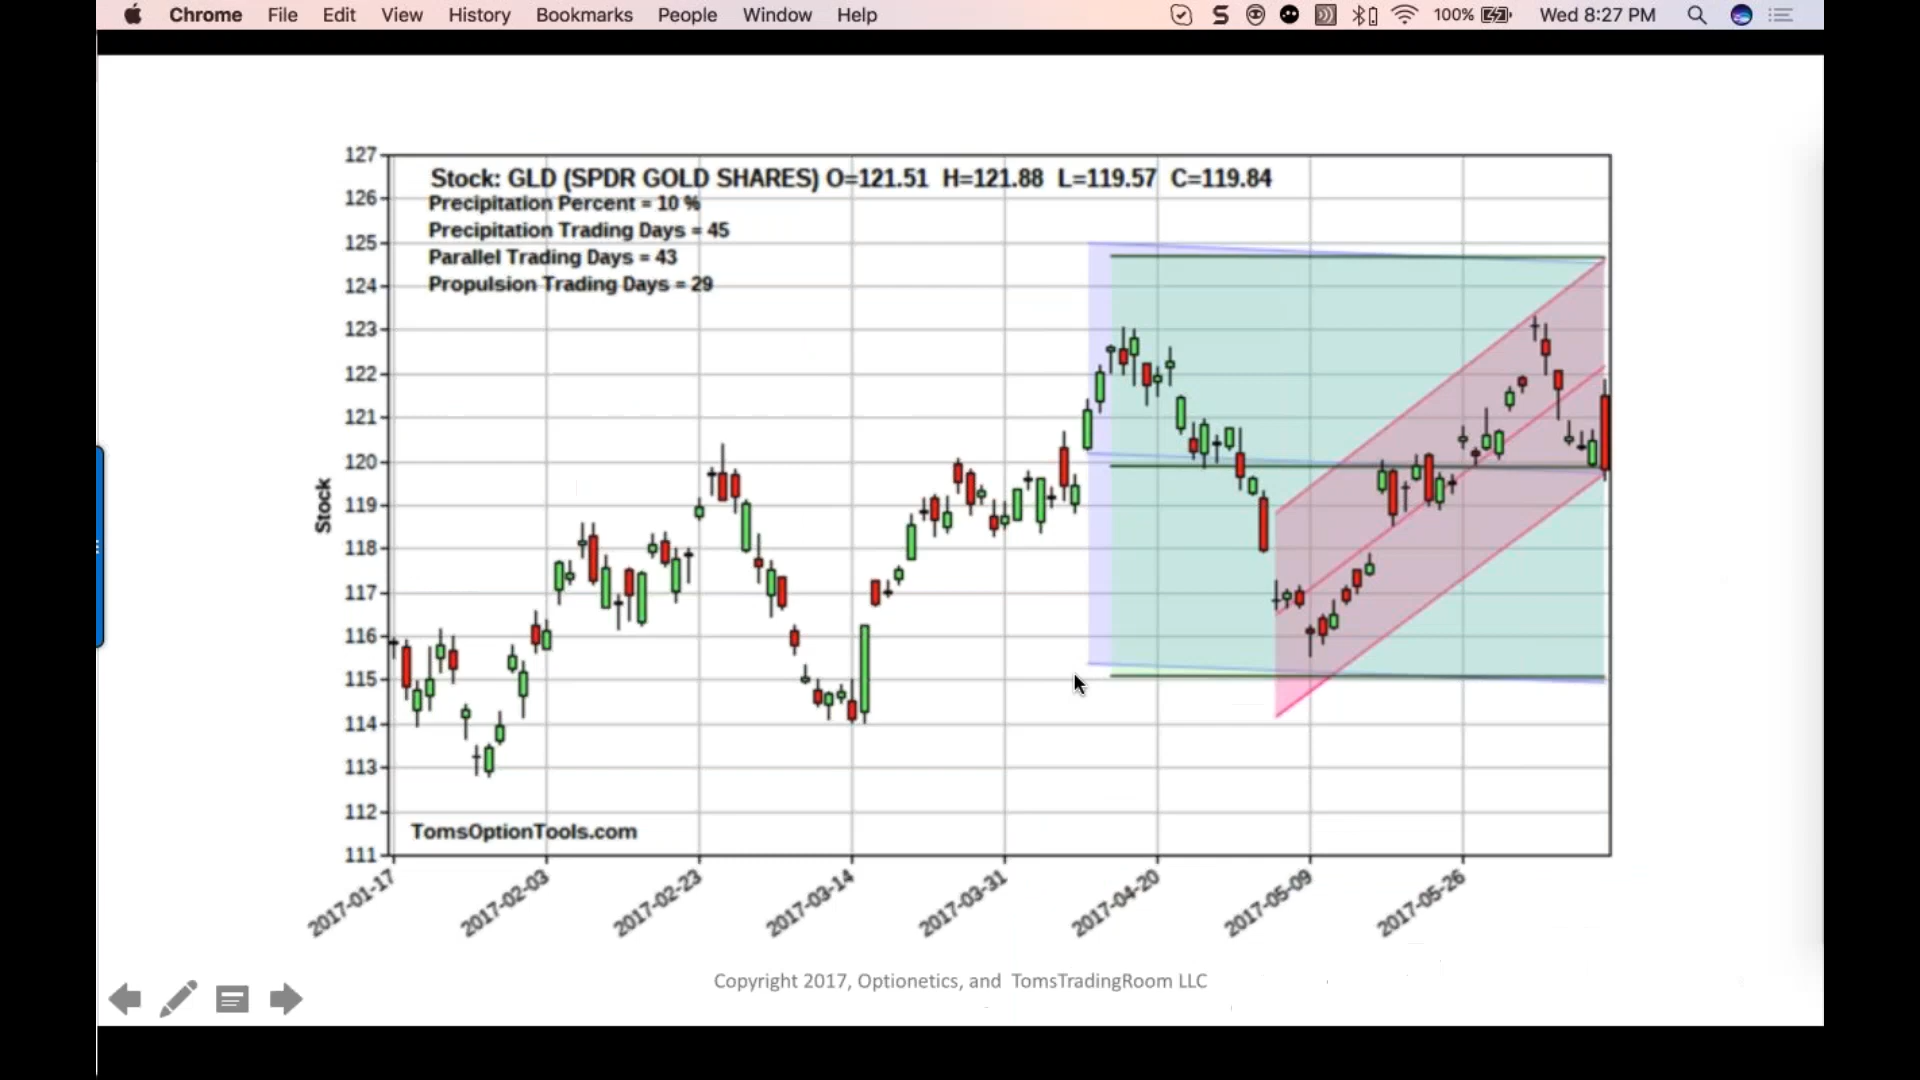 Chrome File Edit View History Bookmarks People Window Help 100% Wed 8:27 PM
127
Stock: GLD (SPDR GOLD SHARES) O=121.51 H=121.88 L=119.57 C=119.84
126
Precipitation Percent = 10 %
Precipitation Trading Days = 45
125
Parallel Trading Days = 43
124
Propulsion Trading Days = 29
123
122
121
120
119
Stock
118
117
116
115
114
113
112
TomsOptionTools.com
111
2017-01-17 2017-02-03 2017-02-23 2017-03-14 2017-03-31 2017-04-20 2017-05-09 2017-05-26
Copyright 2017, Optionetics, and TomsTradingRoom LLC